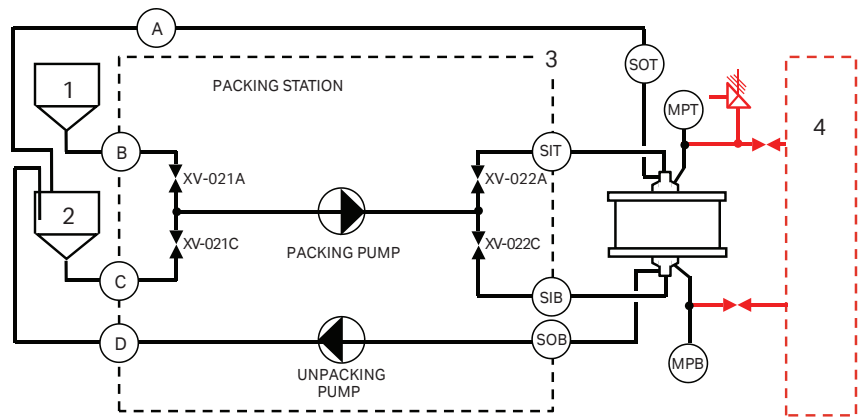 A
3
SOT
PACKING STATION
1
MPT
4
B
SIT
XV-021A
XV-022A
2
PACKING PUMP
XV-021C
XV-022C
C
SIB
D
SOB
UNPACKING
PUMP
MPB